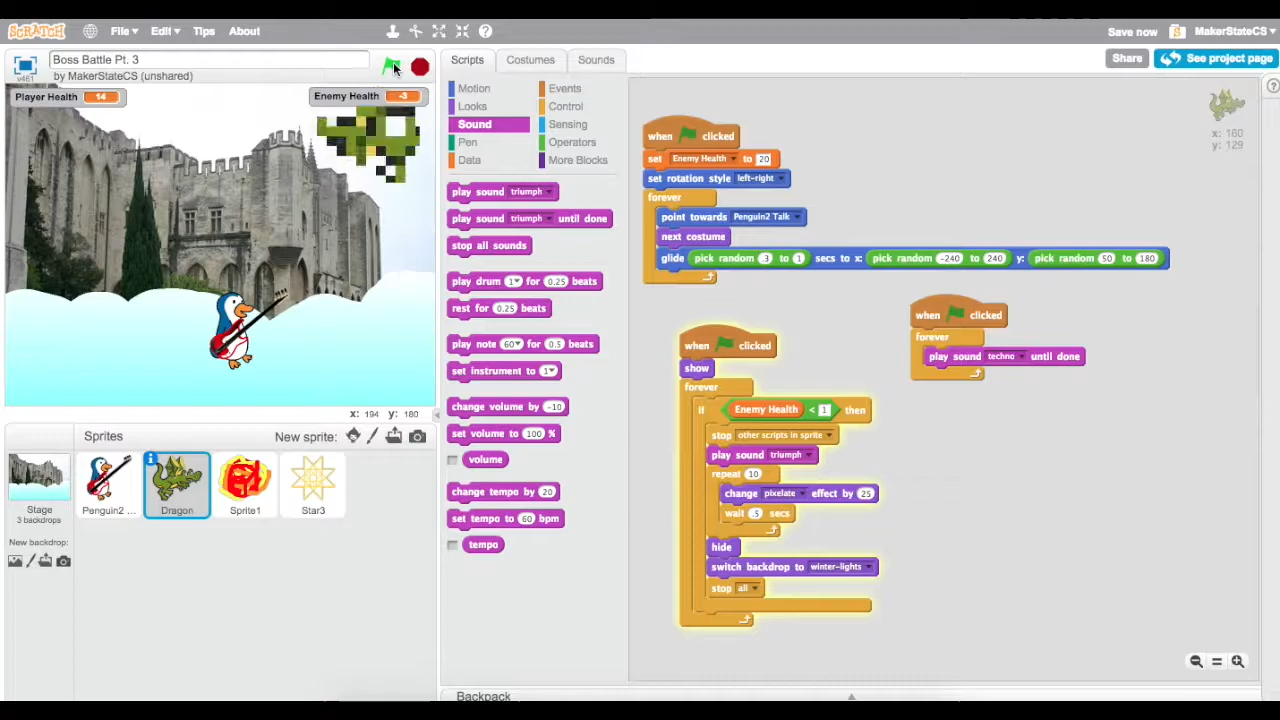 SCRATCH File Edit Tips About Save now MakerStateCS
v461 Boss Battle Pt. 3
by MakerStateCS (unshared)
Scripts Costumes Sounds Share See project page
Player Health 14 Enemy Health -3
Motion Events
Looks Control
Sound Sensing
Pen Operators
Data More Blocks
play sound triumph
play sound triumph until done
stop all sounds
play drum 1 for 0.25 beats
rest for 0.25 beats
play note 60 for 0.5 beats
set instrument to 1
change volume by -10
set volume to 100 %
volume
change tempo by 20
set tempo to 60 bpm
tempo
when clicked
set Enemy Health to 20
set rotation style left-right
forever
point towards Penguin2 Talk
next costume
glide pick random .3 to 1 secs to x: pick random -240 to 240 y: pick random 50 to 180
when clicked
show
forever
if Enemy Health < 1 then
stop other scripts in sprite
play sound triumph
repeat 10
change pixelate effect by 25
wait .5 secs
hide
switch backdrop to winter-lights
stop all
when clicked
forever
play sound techno until done
x: 160
y: 129
x: 194 y: 180
Sprites New sprite:
Stage
3 backdrops
New backdrop:
Penguin2 ... Dragon Sprite1 Star3
Backpack